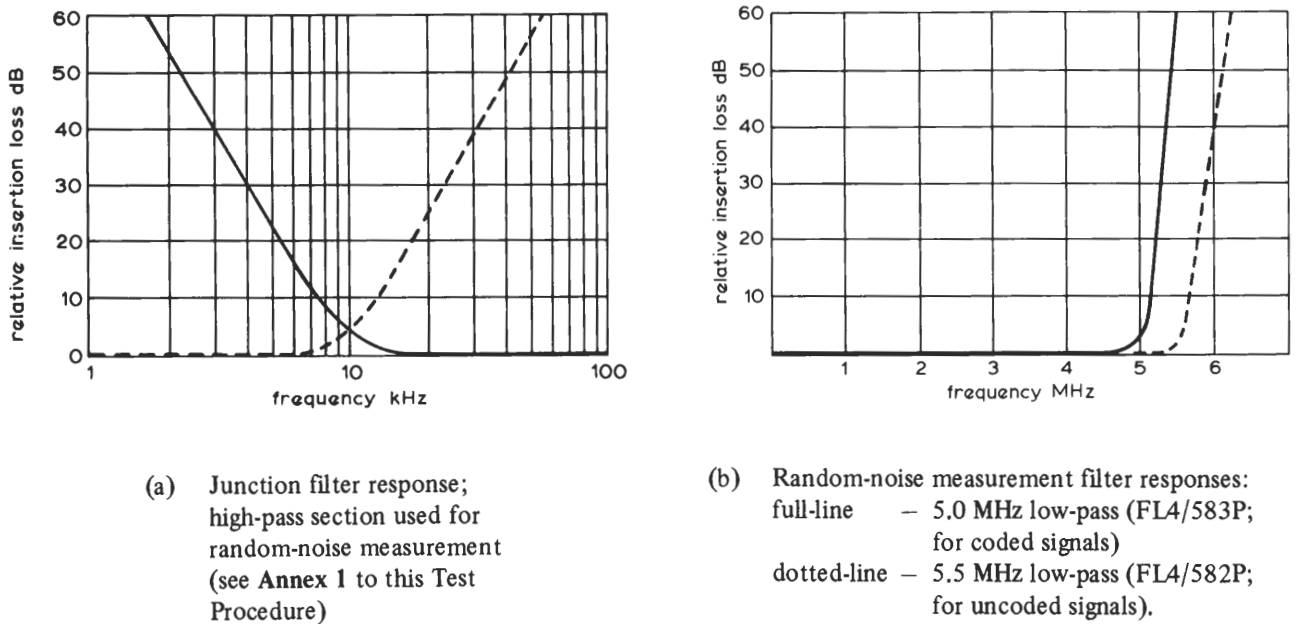 60
50
40
30
20
10
0
relative insertion loss dB
1
10
100
frequency kHz
60
50
40
30
20
10
relative insertion loss dB
1
2
3
4
5
6
frequency MHz
(a) Junction filter response;
high-pass section used for
random-noise measurement
(see Annex 1 to this Test
Procedure)
(b) Random-noise measurement filter responses:
full-line – 5.0 MHz low-pass (FL4/583P;
for coded signals)
dotted-line – 5.5 MHz low-pass (FL4/582P;
for uncoded signals).